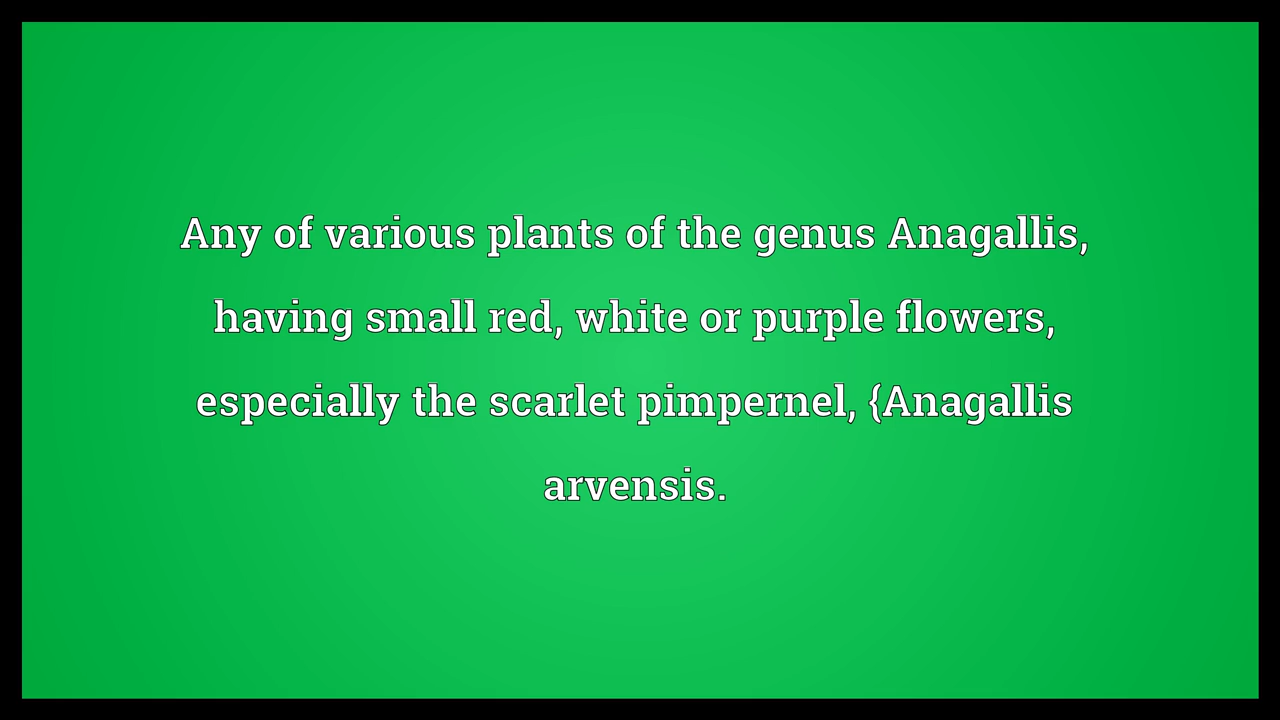 Any of various plants of the genus Anagallis,
having small red, white or purple flowers,
especially the scarlet pimpernel, {Anagallis
arvensis.